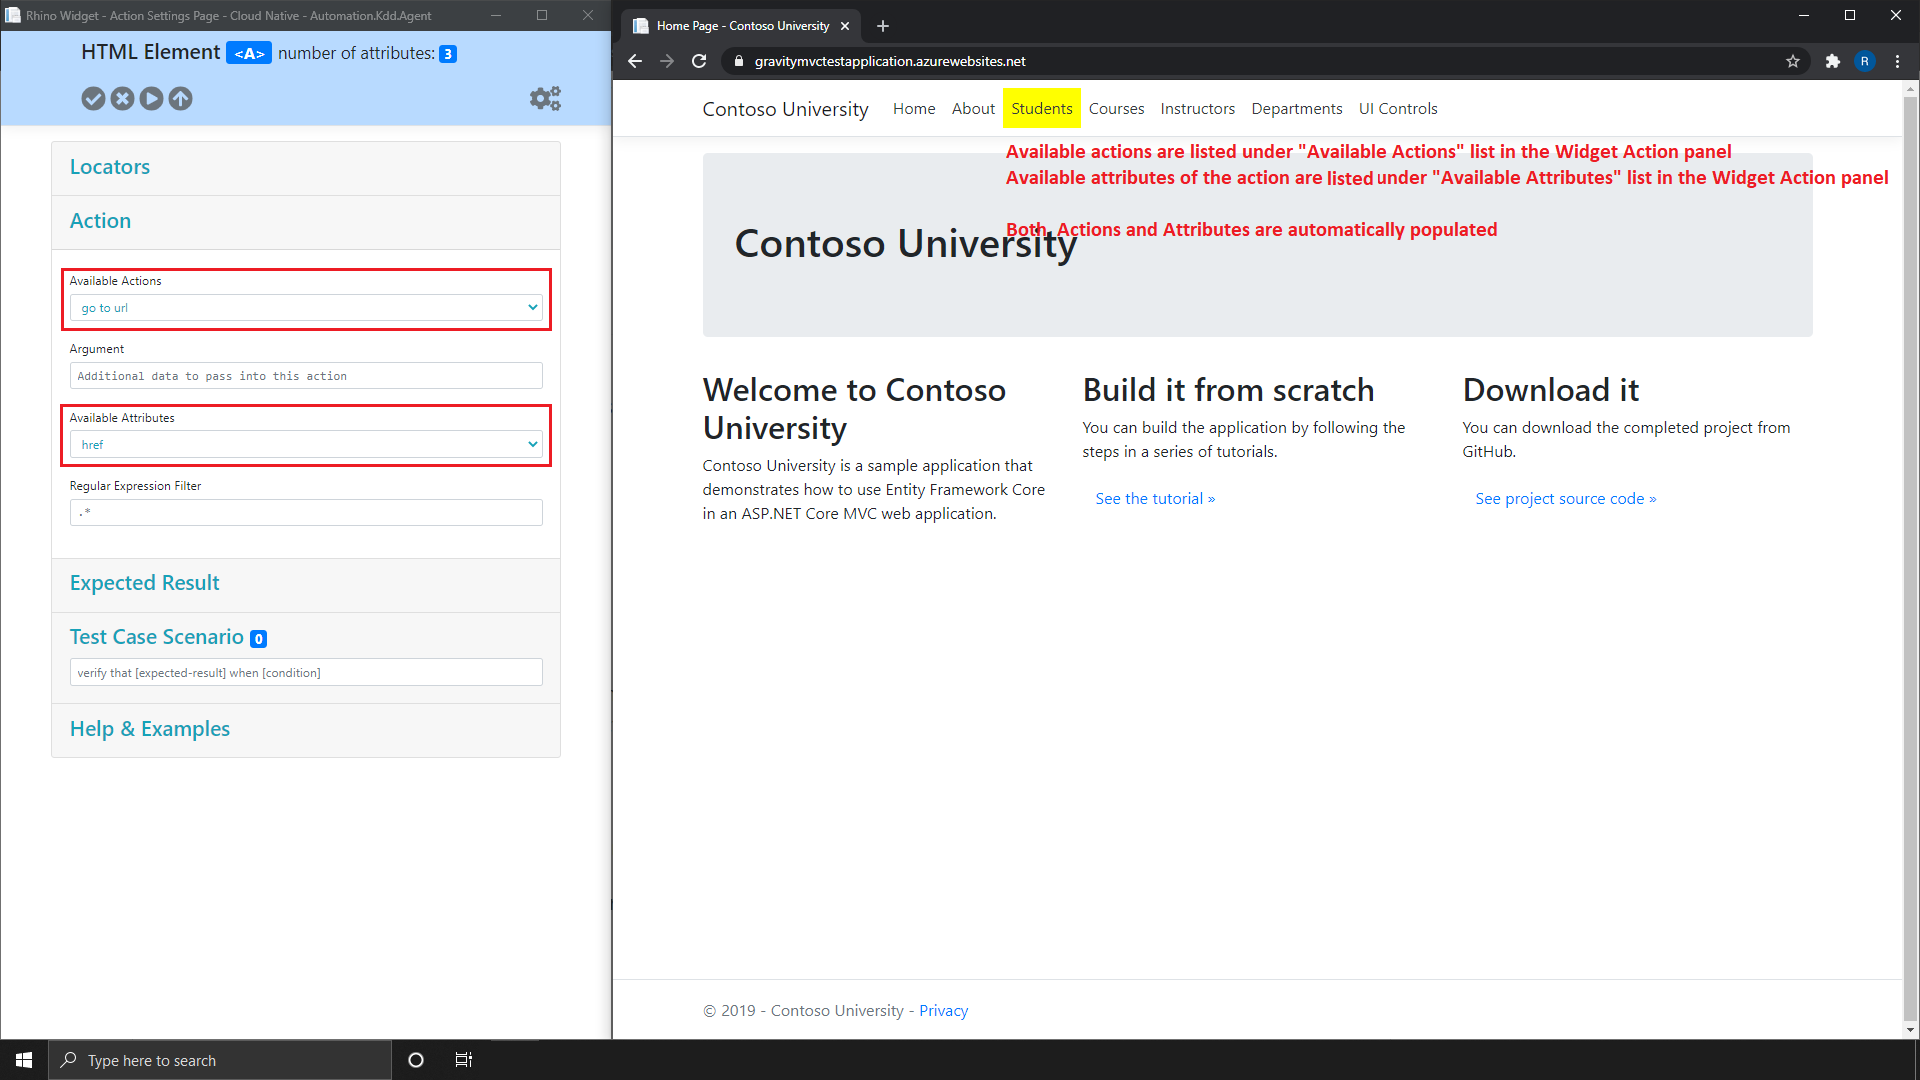 Rhino Widget - Action Settings Page - Cloud Native - Automation.Kdd.Agent
HTML Element <A> number of attributes: 3
Locators
Action
Available Actions
go to url
Argument
Additional data to pass into this action
Available Attributes
href
Regular Expression Filter
.*
Expected Result
Test Case Scenario 0
verify that [expected-result] when [condition]
Help & Examples
Home Page - Contoso University
gravitymvctestapplication.azurewebsites.net
R
Contoso University Home About Students Courses Instructors Departments UI Controls
Available actions are listed under "Available Actions" list in the Widget Action panel
Available attributes of the action are listed under "Available Attributes" list in the Widget Action panel
Both, Actions and Attributes are automatically populated
Contoso University
Welcome to Contoso
University
Contoso University is a sample application that
demonstrates how to use Entity Framework Core
in an ASP.NET Core MVC web application.
Build it from scratch
You can build the application by following the
steps in a series of tutorials.
See the tutorial »
Download it
You can download the completed project from
GitHub.
See project source code »
© 2019 - Contoso University - Privacy
Type here to search